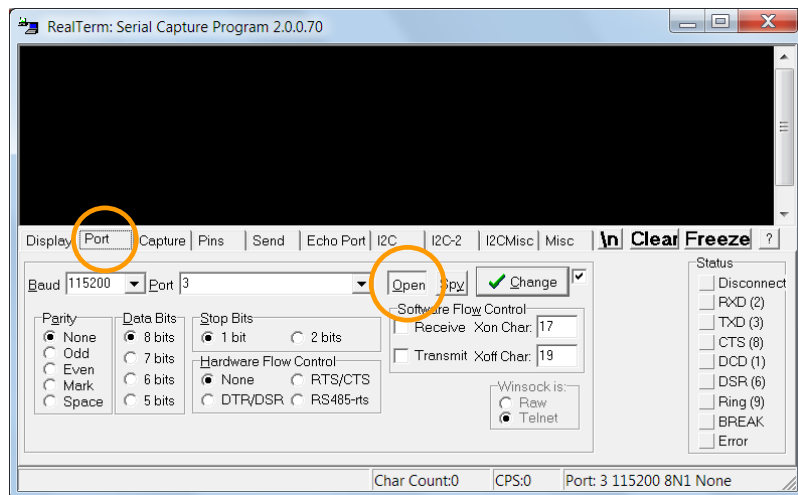 RealTerm: Serial Capture Program 2.0.0.70
Display Port Capture Pins Send Echo Port I2C I2C-2 I2CMisc Misc \n Clear Freeze ?
Baud 115200 Port 3 Open Spy Change
Parity
None
Odd
Even
Mark
Space
Data Bits
8 bits
7 bits
6 bits
5 bits
Stop Bits
1 bit 2 bits
Hardware Flow Control
None RTS/CTS
DTR/DSR RS485-rts
Software Flow Control
Receive Xon Char: 17
Transmit Xoff Char: 19
Winsock is:
Raw
Telnet
Status
Disconnect
RXD (2)
TXD (3)
CTS (8)
DCD (1)
DSR (6)
Ring (9)
BREAK
Error
Char Count:0 CPS:0 Port: 3 115200 8N1 None